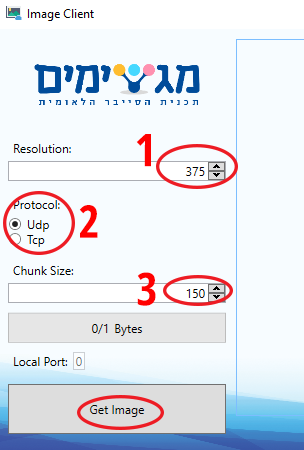 Image Client
מגשימים
תכנית הסייבר הלאומית
Resolution:
1
375
Protocol:
Udp
2
Tcp
Chunk Size:
3
150
0/1 Bytes
Local Port: 0
Get Image